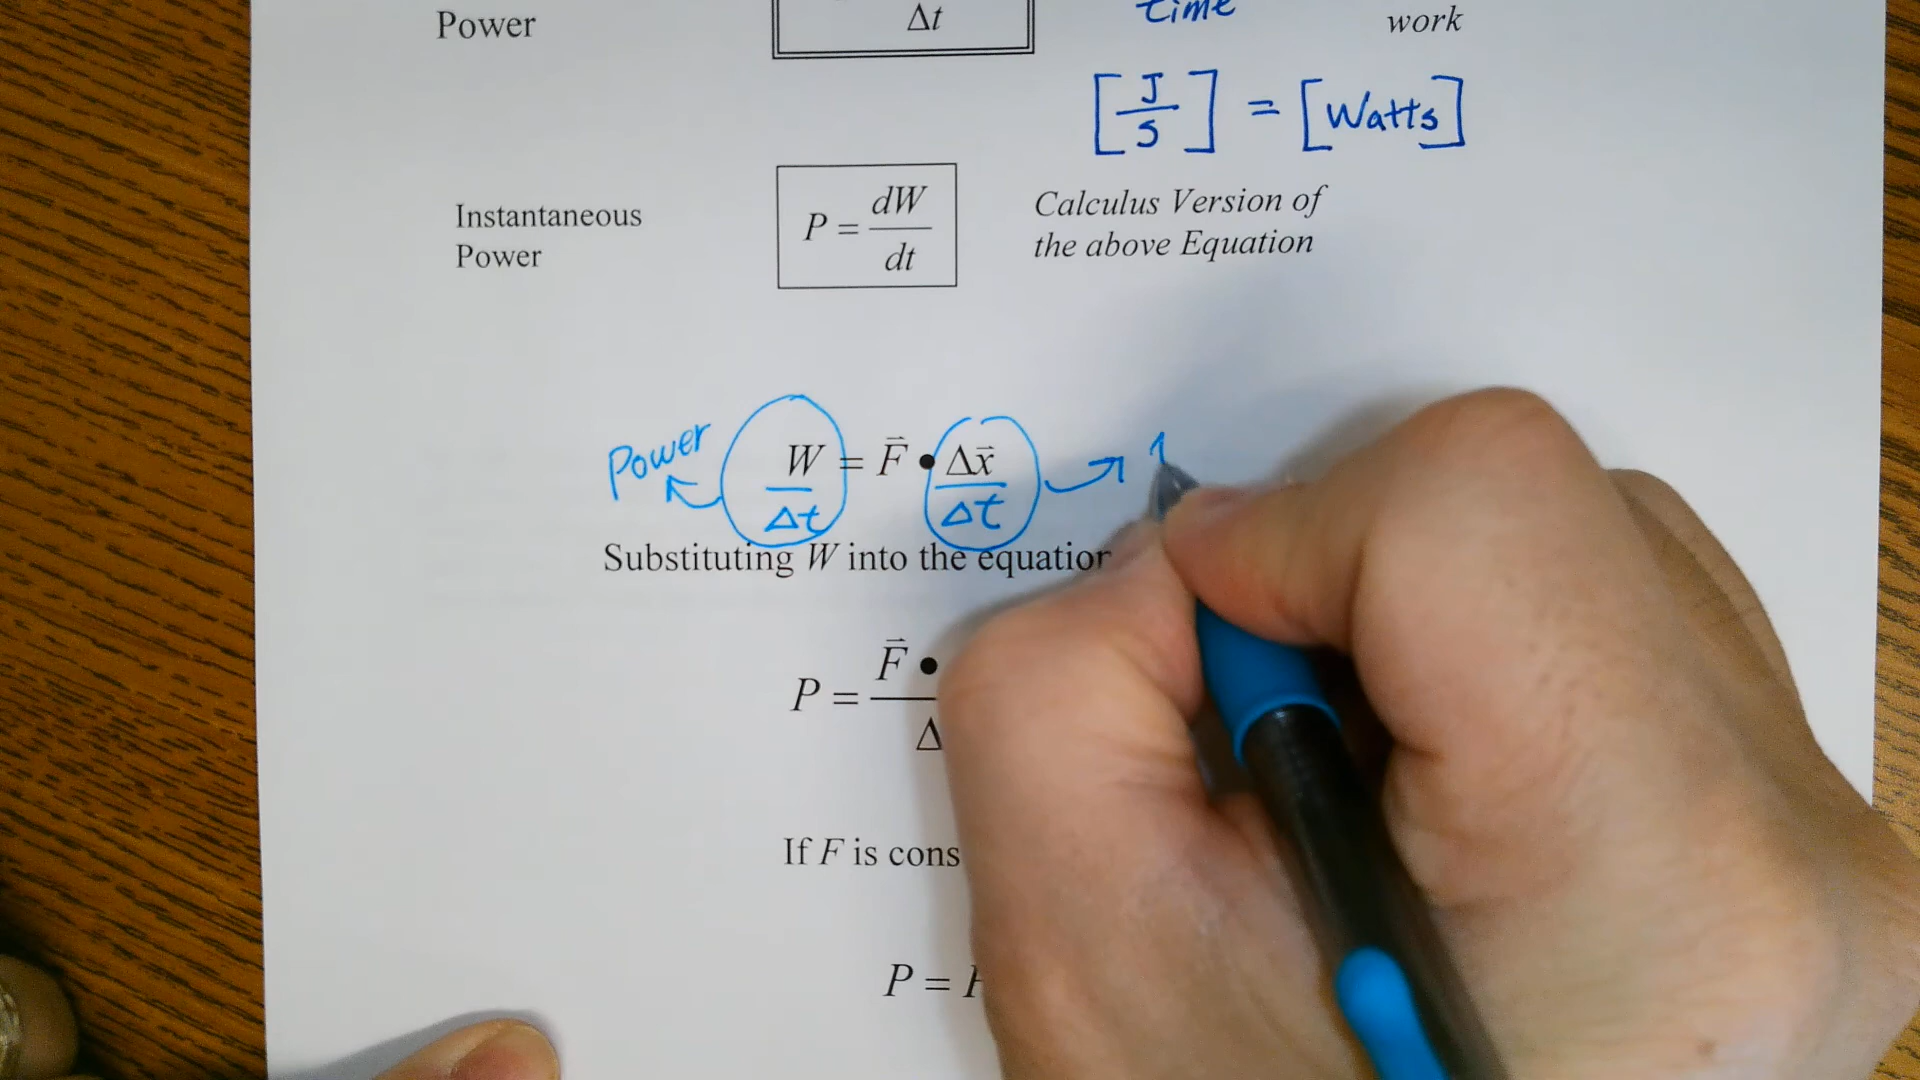 Power
Δt
time
work
[J/s] = [Watts]
Instantaneous
Power
P = dW/dt
Calculus Version of
the above Equation
Power
W/Δt = F⃗ • Δx⃗/Δt
Substituting W into the equation
P = F⃗ •
Δ
If F is cons
P =